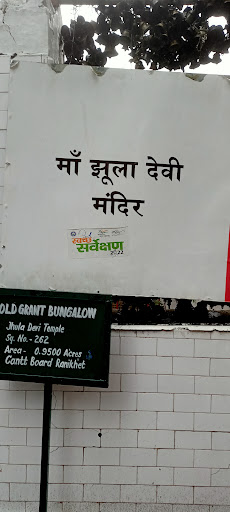 माँ झूला देवी
मंदिर
स्वच्छ
सर्वेक्षण
2022
OLD GRANT BUNGALOW
Jhula Devi Temple
Sy. No.- 262
Area - 0.9500 Acres
Cantt Board Ranikhet